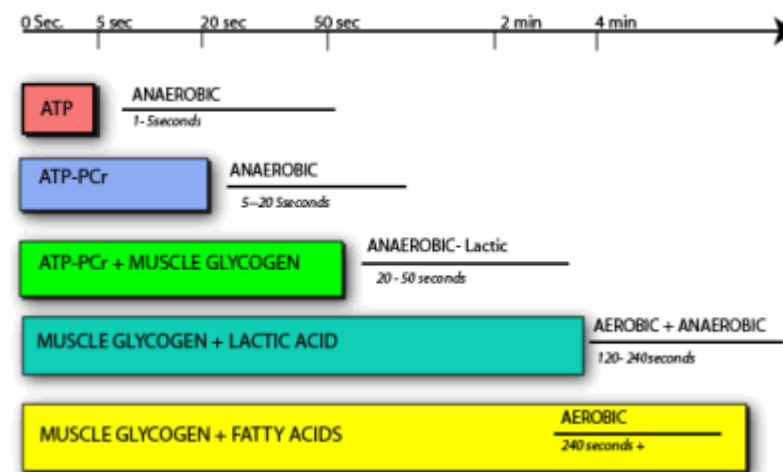 0 Sec. 5 sec 20 sec 50 sec 2 min 4 min
ATP
ANAEROBIC
1- 5seconds
ATP-PCr
ANAEROBIC
5--20 Sseconds
ATP-PCr + MUSCLE GLYCOGEN
ANAEROBIC- Lactic
20 - 50 seconds
MUSCLE GLYCOGEN + LACTIC ACID
AEROBIC + ANAEROBIC
120- 240seconds
MUSCLE GLYCOGEN + FATTY ACIDS
AEROBIC
240 seconds +